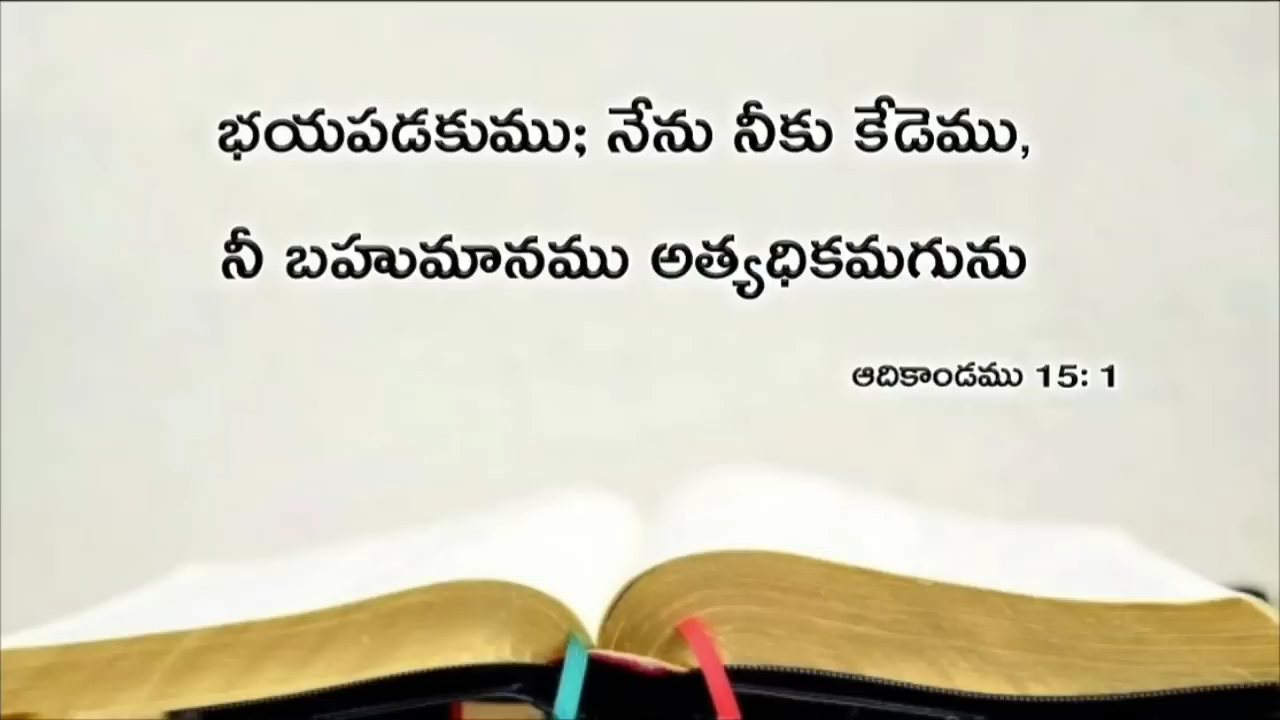 భయపడకుము; నేను నీకు కేడెము,
నీ బహుమానము అత్యధికమగును
ఆదికాండము 15: 1